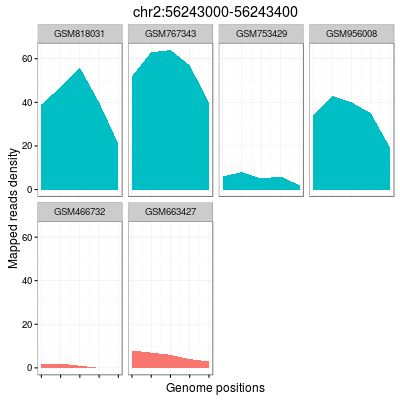 chr2:56243000-56243400
GSM818031 GSM767343 GSM753429 GSM956008
60
40
20
0
Mapped reads density
GSM466732 GSM663427
60
40
20
0
Genome positions